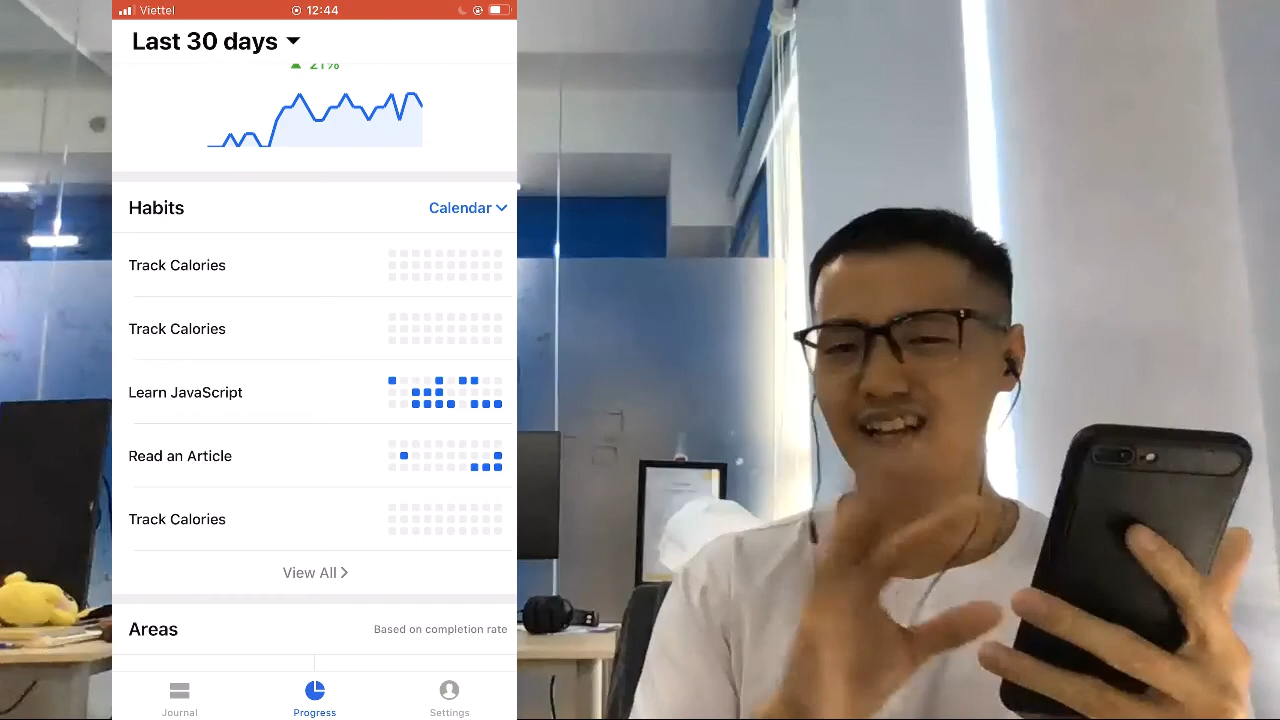 Viettel 12:44
Last 30 days
21%
Habits Calendar
Track Calories
Track Calories
Learn JavaScript
Read an Article
Track Calories
View All
Areas Based on completion rate
Journal Progress Settings